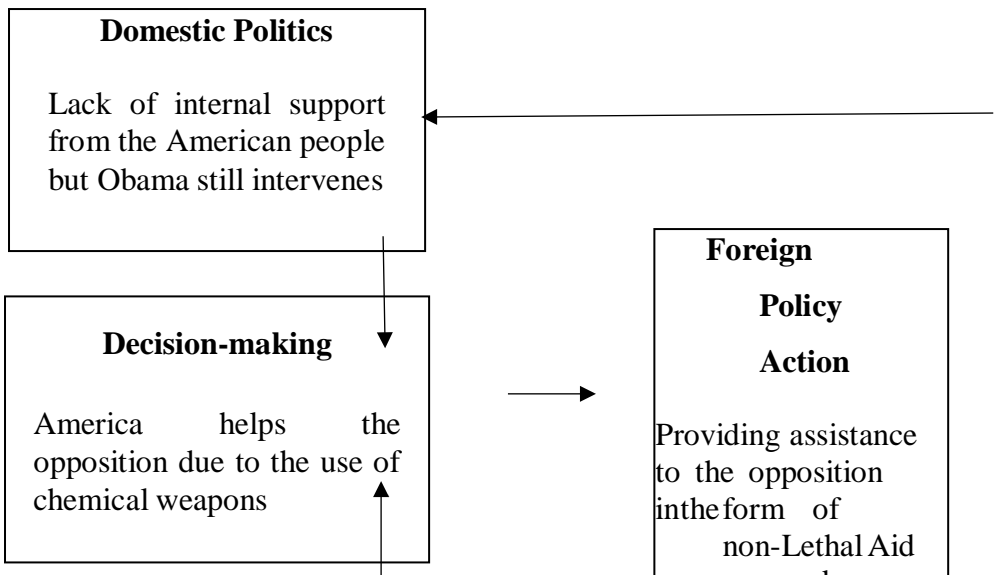 Domestic Politics
Lack of internal support
from the American people
but Obama still intervenes
Decision-making
America helps the
opposition due to the use of
chemical weapons
Foreign
Policy
Action
Providing assistance
to the opposition
intheform of
non-Lethal Aid